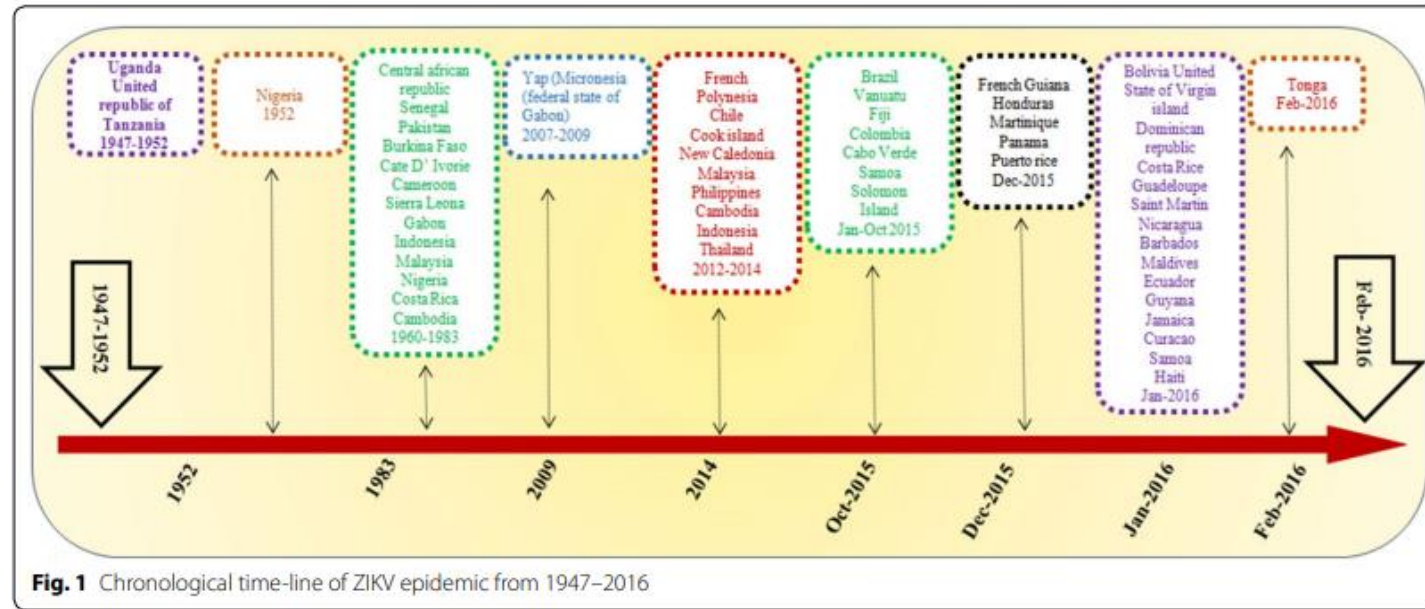 Uganda
United
republic of
Tanzania
1947-1952
Nigeria
1952
Central african
republic
Senegal
Pakistan
Burkina Faso
Cate D' Ivorie
Cameroon
Sierra Leona
Gabon
Indonesia
Malaysia
Nigeria
Costa Rica
Cambodia
1960-1983
Yap (Micronesia
(federal state of
Gabon)
2007-2009
French
Polynesia
Chile
Cook island
New Caledonia
Malaysia
Philippines
Cambodia
Indonesia
Thailand
2012-2014
Brazil
Vanuatu
Fiji
Colombia
Cabo Verde
Samoa
Solomon
Island
Jan-Oct 2015
French Guiana
Honduras
Martinique
Panama
Puerto rice
Dec-2015
Bolivia United
State of Virgin
island
Dominican
republic
Costa Rice
Guadeloupe
Saint Martin
Nicaragua
Barbados
Maldives
Ecuador
Guyana
Jamaica
Curacao
Samoa
Haiti
Jan-2016
Tonga
Feb-2016
1947-1952
Feb- 2016
1952
1983
2009
2014
Oct-2015
Dec-2015
Jan-2016
Feb-2016
Fig. 1 Chronological time-line of ZIKV epidemic from 1947–2016